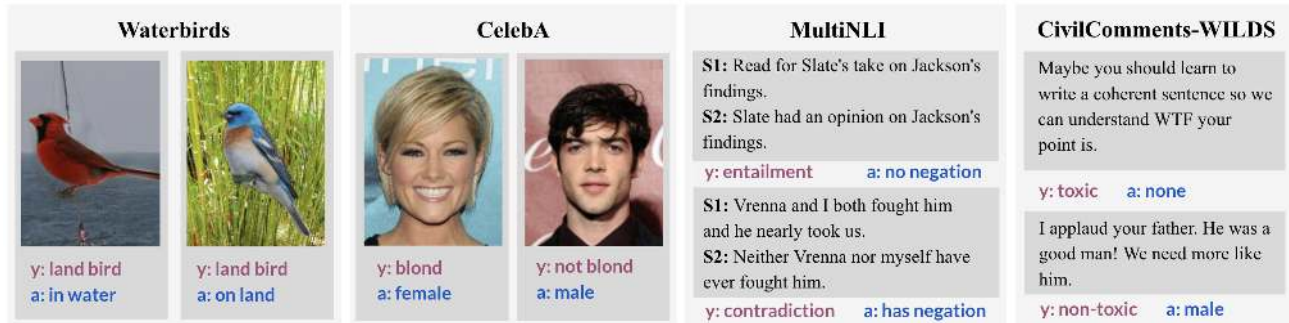 Waterbirds
y: land bird
a: in water
y: land bird
a: on land
CelebA
y: blond
a: female
y: not blond
a: male
MultiNLI
S1: Read for Slate's take on Jackson's
findings.
S2: Slate had an opinion on Jackson's
findings.
y: entailment a: no negation
S1: Vrenna and I both fought him
and he nearly took us.
S2: Neither Vrenna nor myself have
ever fought him.
y: contradiction a: has negation
CivilComments-WILDS
Maybe you should learn to
write a coherent sentence so we
can understand WTF your
point is.
y: toxic a: none
I applaud your father. He was a
good man! We need more like
him.
y: non-toxic a: male